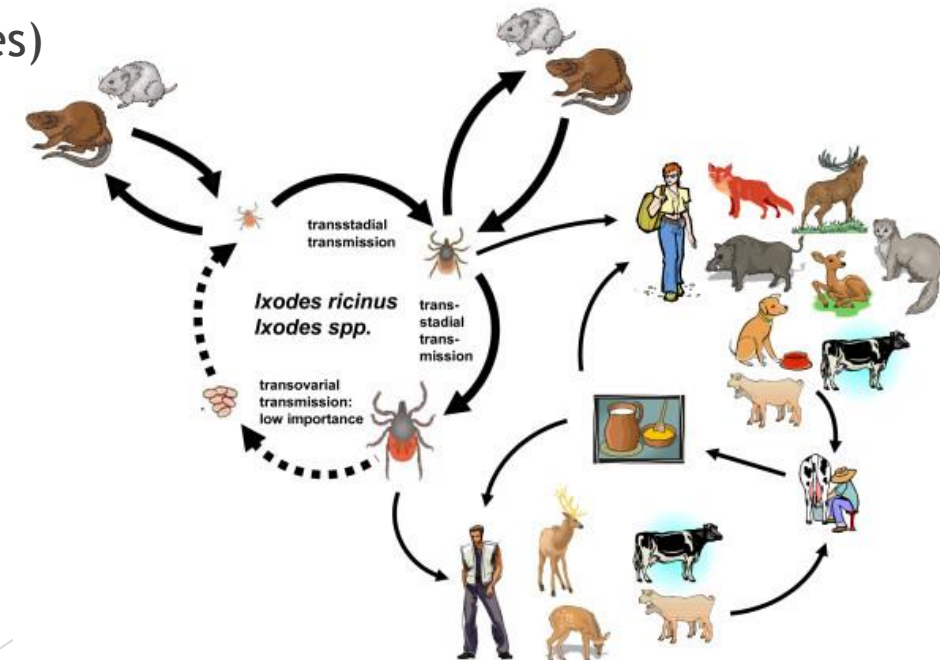 es)
transstadial
transmission
Ixodes ricinus
Ixodes spp.
trans-
stadial
trans-
mission
transovarial
transmission:
low importance